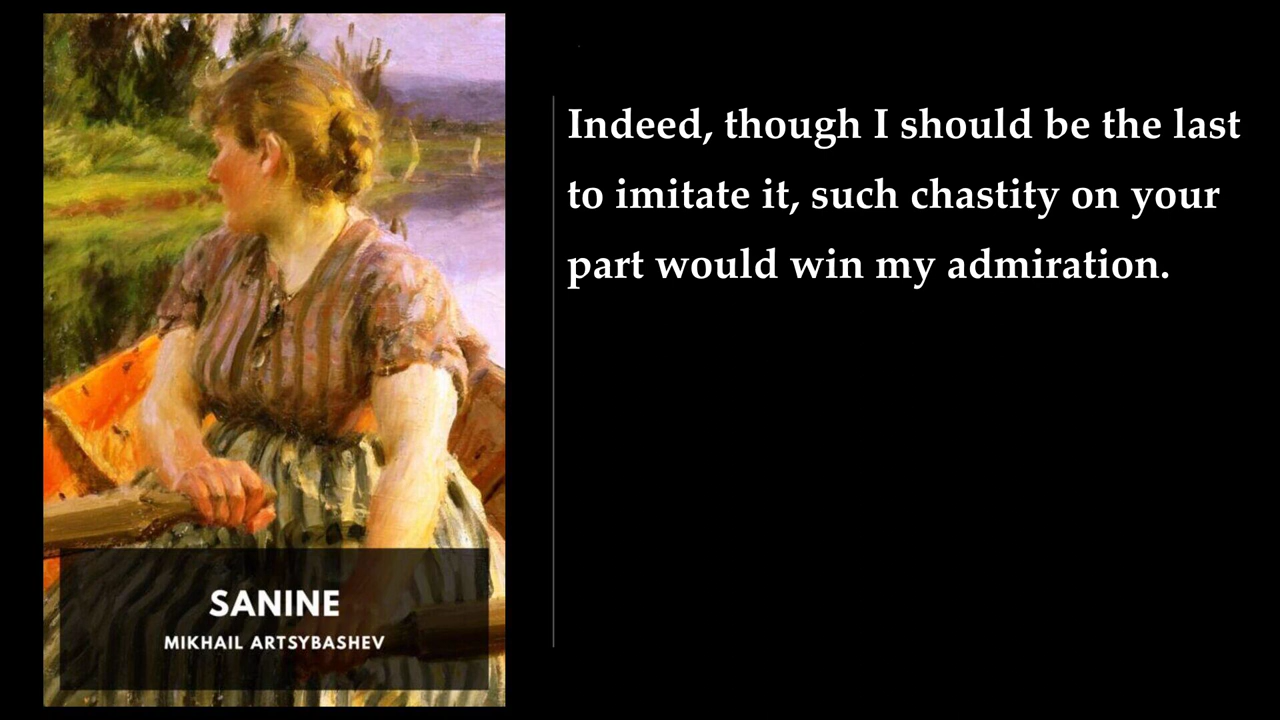 SANINE
MIKHAIL ARTSYBASHEV
Indeed, though I should be the last
to imitate it, such chastity on your
part would win my admiration.